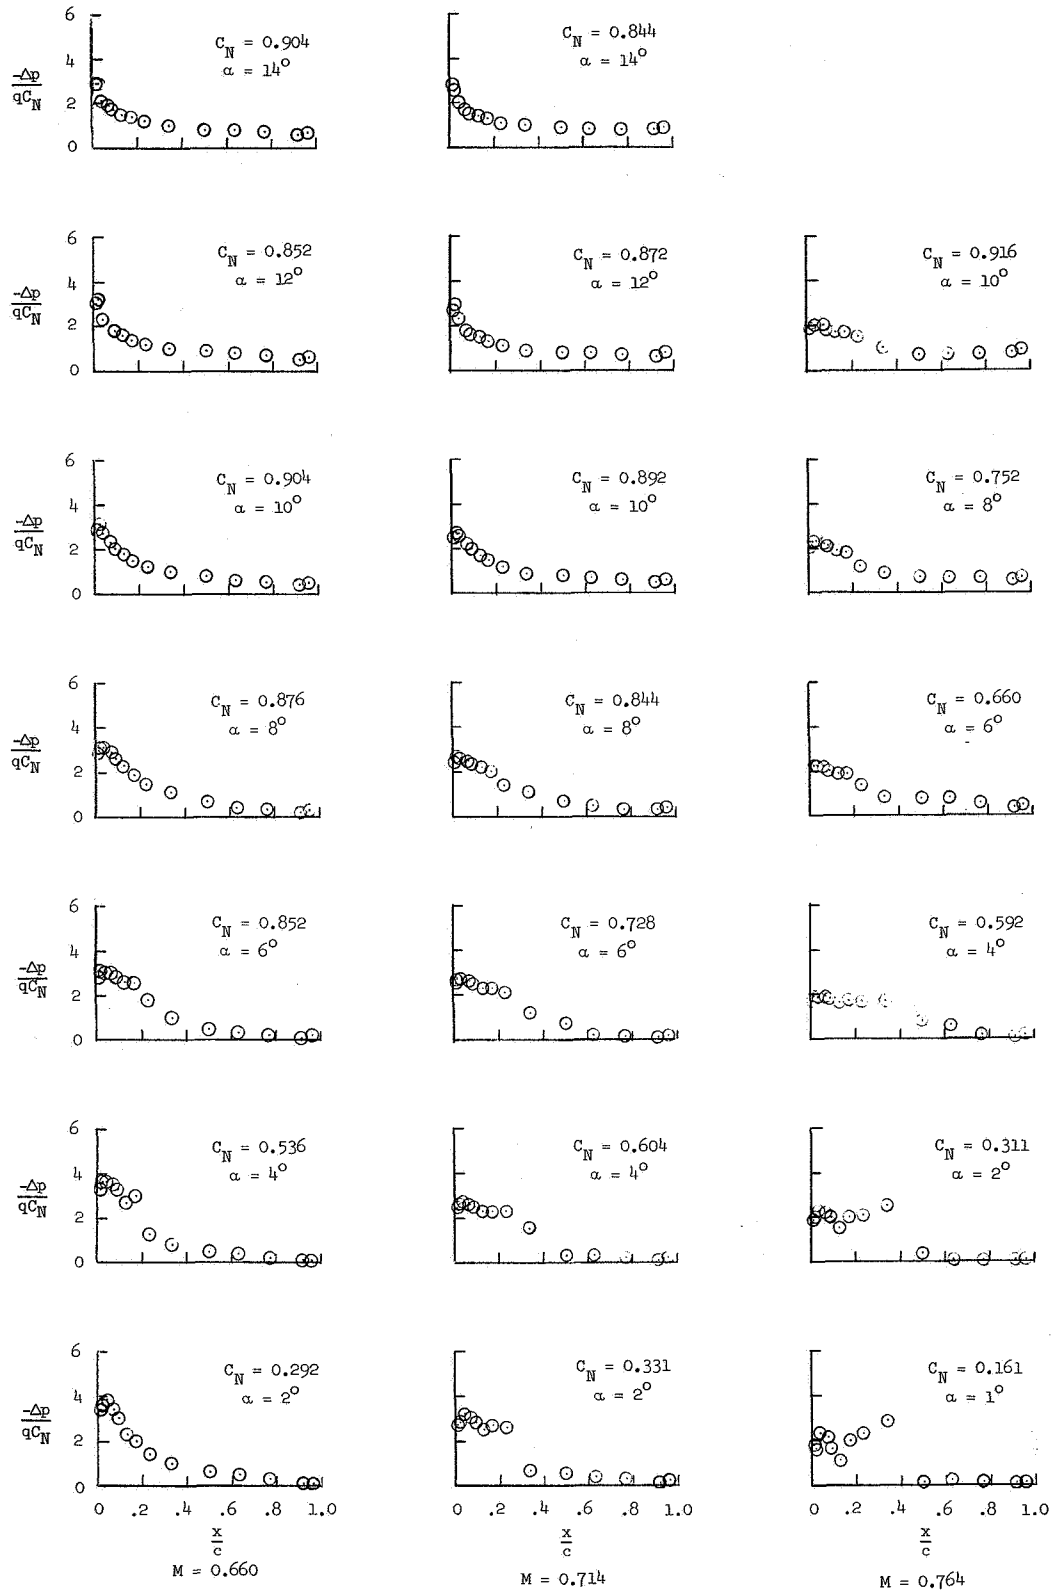 6
4
2
0
-Δp
qC_N
C_N = 0.904
α = 14°
C_N = 0.844
α = 14°
6
4
2
0
-Δp
qC_N
C_N = 0.852
α = 12°
C_N = 0.872
α = 12°
C_N = 0.916
α = 10°
6
4
2
0
-Δp
qC_N
C_N = 0.904
α = 10°
C_N = 0.892
α = 10°
C_N = 0.752
α = 8°
6
4
2
0
-Δp
qC_N
C_N = 0.876
α = 8°
C_N = 0.844
α = 8°
C_N = 0.660
α = 6°
6
4
2
0
-Δp
qC_N
C_N = 0.852
α = 6°
C_N = 0.728
α = 6°
C_N = 0.592
α = 4°
6
4
2
0
-Δp
qC_N
C_N = 0.536
α = 4°
C_N = 0.604
α = 4°
C_N = 0.311
α = 2°
6
4
2
0
-Δp
qC_N
C_N = 0.292
α = 2°
C_N = 0.331
α = 2°
C_N = 0.161
α = 1°
0 .2 .4 .6 .8 1.0
x
c
M = 0.660
0 .2 .4 .6 .8 1.0
x
c
M = 0.714
0 .2 .4 .6 .8 1.0
x
c
M = 0.764